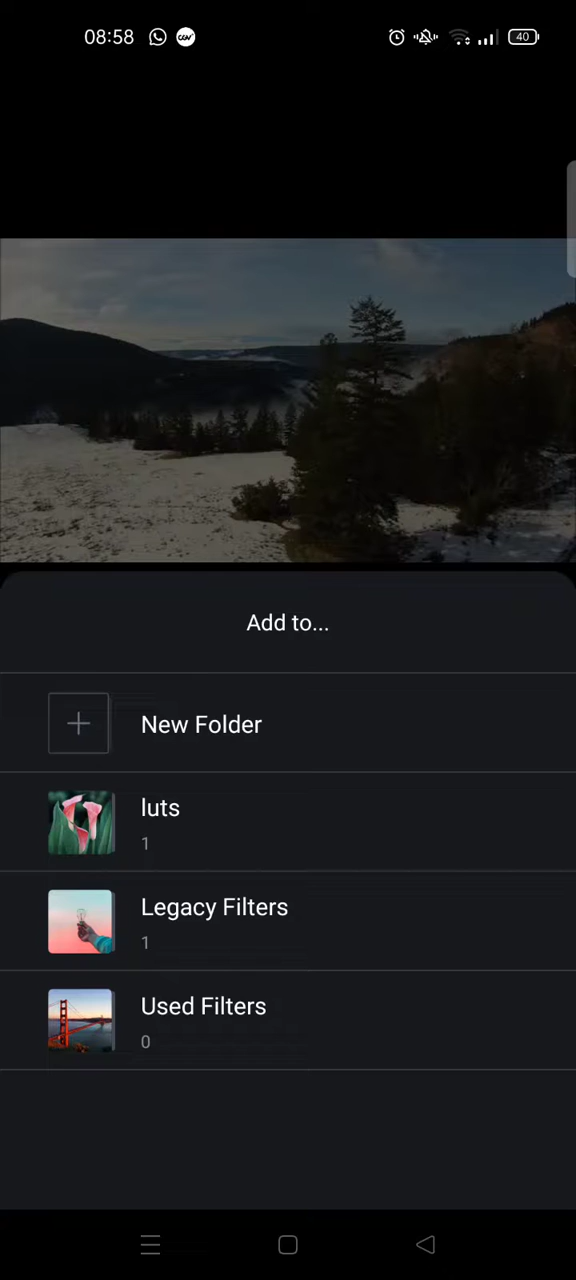 08:58
40
Add to...
New Folder
luts
1
Legacy Filters
1
Used Filters
0